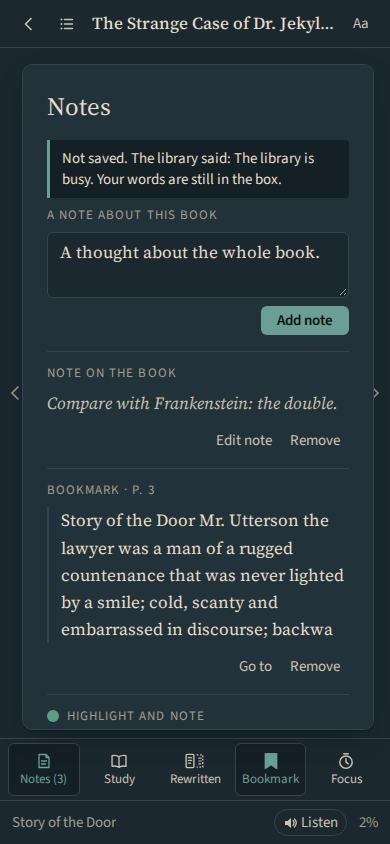 The Strange Case of Dr. Jekyl...
Aa
Notes
Not saved. The library said: The library is
busy. Your words are still in the box.
A NOTE ABOUT THIS BOOK
A thought about the whole book.
Add note
NOTE ON THE BOOK
Compare with Frankenstein: the double.
Edit note Remove
BOOKMARK · P. 3
Story of the Door Mr. Utterson the
lawyer was a man of a rugged
countenance that was never lighted
by a smile; cold, scanty and
embarrassed in discourse; backwa
Go to Remove
HIGHLIGHT AND NOTE
Notes (3) Study Rewritten Bookmark Focus
Story of the Door Listen 2%